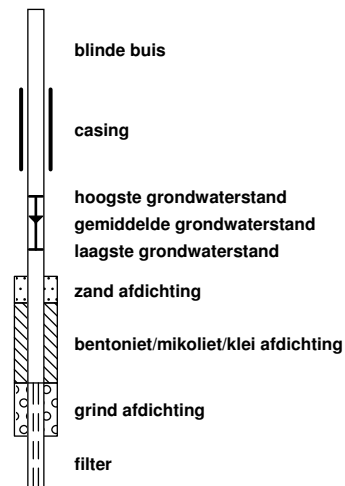 blinde buis
casing
hoogste grondwaterstand
gemiddelde grondwaterstand
laagste grondwaterstand
zand afdichting
bentoniet/mikoliet/klei afdichting
grind afdichting
filter